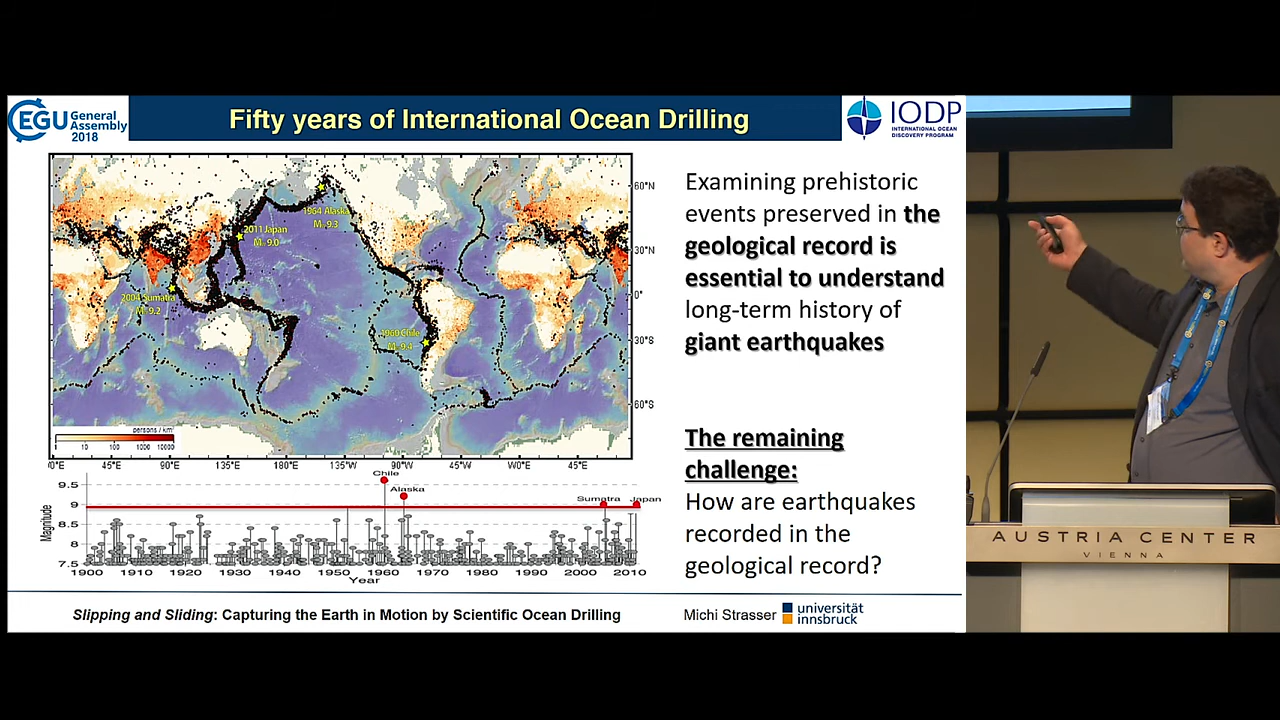 EGU General
Assembly
2018
Fifty years of International Ocean Drilling
IODP
INTERNATIONAL OCEAN
DISCOVERY PROGRAM
60°N
30°N
0°
30°S
60°S
1964 Alaska
M 9.3
2011 Japan
M 9.0
2004 Sumatra
M 9.2
1960 Chile
M 9.4
persons / km²
10 100 1000 10000
0°E 45°E 90°E 135°E 180°E 135°W 90°W 45°W W0°E 45°E
Examining prehistoric
events preserved in the
geological record is
essential to understand
long-term history of
giant earthquakes
The remaining
challenge:
How are earthquakes
recorded in the
geological record?
Chile
Alaska
Sumatra
Japan
Magnitude
9.5
9
8.5
8
7.5
1900 1910 1920 1930 1940 1950 1960 1970 1980 1990 2000 2010
Year
Slipping and Sliding: Capturing the Earth in Motion by Scientific Ocean Drilling
Michi Strasser
universität
innsbruck
AUSTRIA CENTER
VIENNA